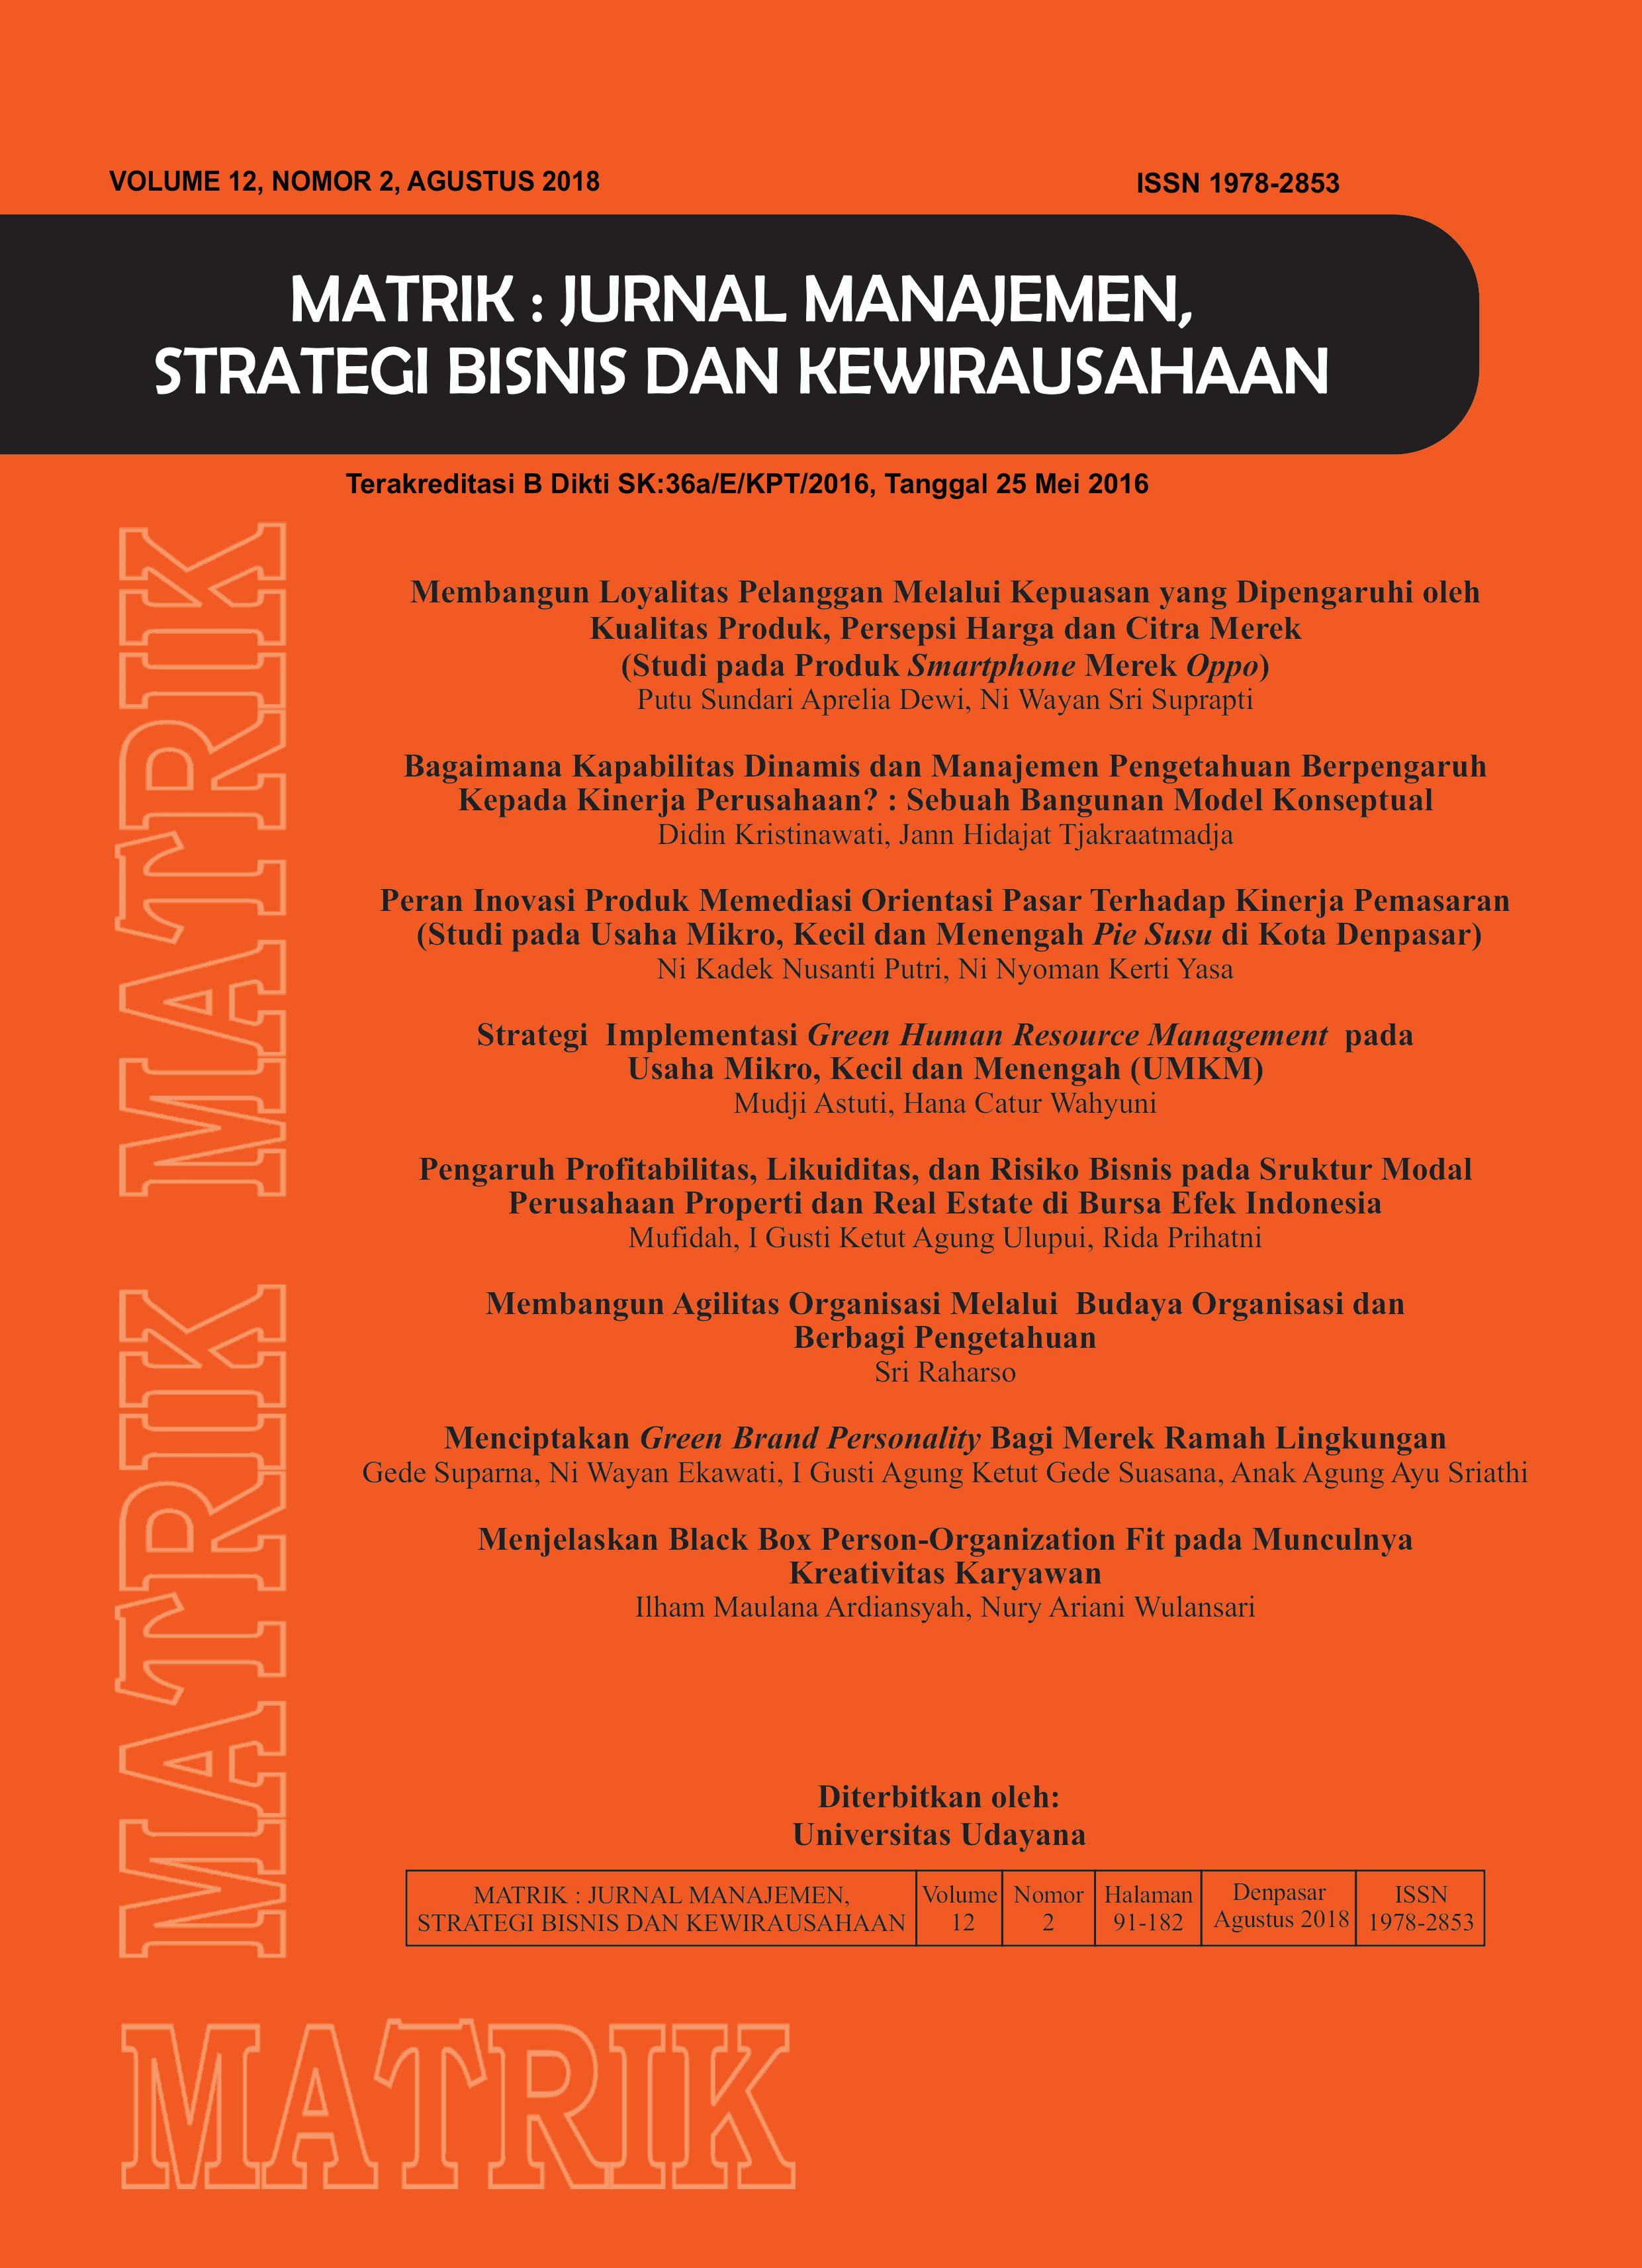 VOLUME 12, NOMOR 2, AGUSTUS 2018
ISSN 1978-2853
MATRIK : JURNAL MANAJEMEN,
STRATEGI BISNIS DAN KEWIRAUSAHAAN
Terakreditasi B Dikti SK:36a/E/KPT/2016, Tanggal 25 Mei 2016
MATRIK
MATRIK
Membangun Loyalitas Pelanggan Melalui Kepuasan yang Dipengaruhi oleh
Kualitas Produk, Persepsi Harga dan Citra Merek
(Studi pada Produk Smartphone Merek Oppo)
Putu Sundari Aprelia Dewi, Ni Wayan Sri Suprapti
Bagaimana Kapabilitas Dinamis dan Manajemen Pengetahuan Berpengaruh
Kepada Kinerja Perusahaan? : Sebuah Bangunan Model Konseptual
Didin Kristinawati, Jann Hidajat Tjakraatmadja
Peran Inovasi Produk Memediasi Orientasi Pasar Terhadap Kinerja Pemasaran
(Studi pada Usaha Mikro, Kecil dan Menengah Pie Susu di Kota Denpasar)
Ni Kadek Nusanti Putri, Ni Nyoman Kerti Yasa
Strategi Implementasi Green Human Resource Management pada
Usaha Mikro, Kecil dan Menengah (UMKM)
Mudji Astuti, Hana Catur Wahyuni
Pengaruh Profitabilitas, Likuiditas, dan Risiko Bisnis pada Sruktur Modal
Perusahaan Properti dan Real Estate di Bursa Efek Indonesia
Mufidah, I Gusti Ketut Agung Ulupui, Rida Prihatni
Membangun Agilitas Organisasi Melalui Budaya Organisasi dan
Berbagi Pengetahuan
Sri Raharso
Menciptakan Green Brand Personality Bagi Merek Ramah Lingkungan
Gede Suparna, Ni Wayan Ekawati, I Gusti Agung Ketut Gede Suasana, Anak Agung Ayu Sriathi
Menjelaskan Black Box Person-Organization Fit pada Munculnya
Kreativitas Karyawan
Ilham Maulana Ardiansyah, Nury Ariani Wulansari
Diterbitkan oleh:
Universitas Udayana
MATRIK : JURNAL MANAJEMEN,
STRATEGI BISNIS DAN KEWIRAUSAHAAN
Volume
12
Nomor
2
Halaman
91-182
Denpasar
Agustus 2018
ISSN
1978-2853
MATRIK